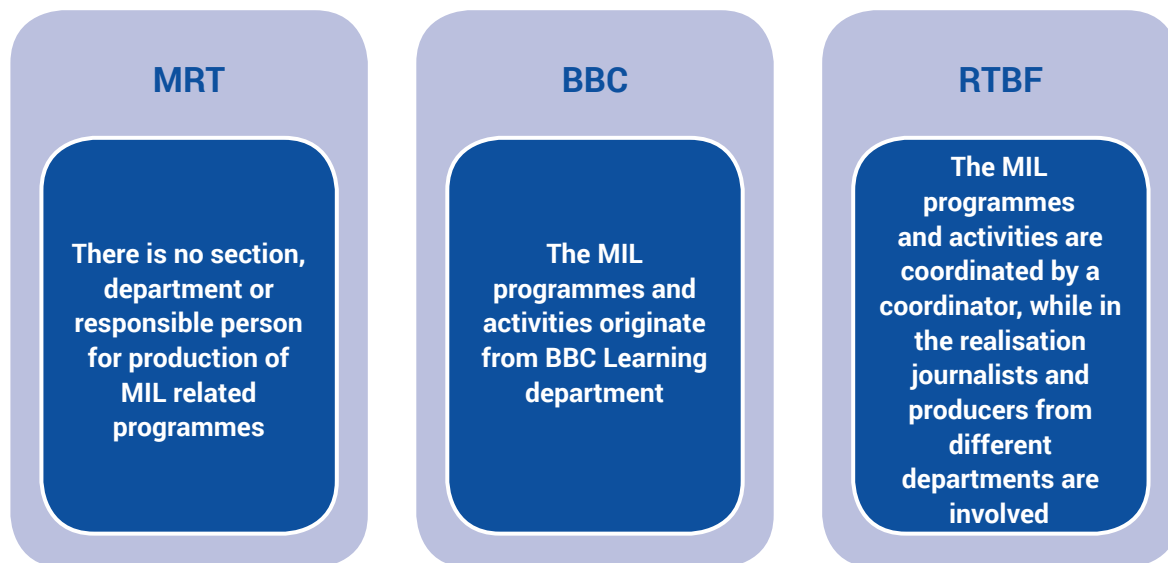 MRT
There is no section,
department or
responsible person
for production of
MIL related
programmes
BBC
The MIL
programmes and
activities originate
from BBC Learning
department
RTBF
The MIL
programmes
and activities are
coordinated by a
coordinator, while in
the realisation
journalists and
producers from
different
departments are
involved